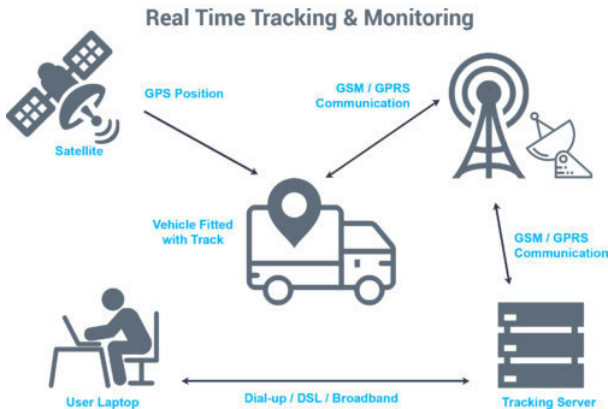 Real Time Tracking & Monitoring
GPS Position
GSM / GPRS
Communication
Satellite
Vehicle Fitted
with Track
GSM / GPRS
Communication
User Laptop
Dial-up / DSL / Broadband
Tracking Server